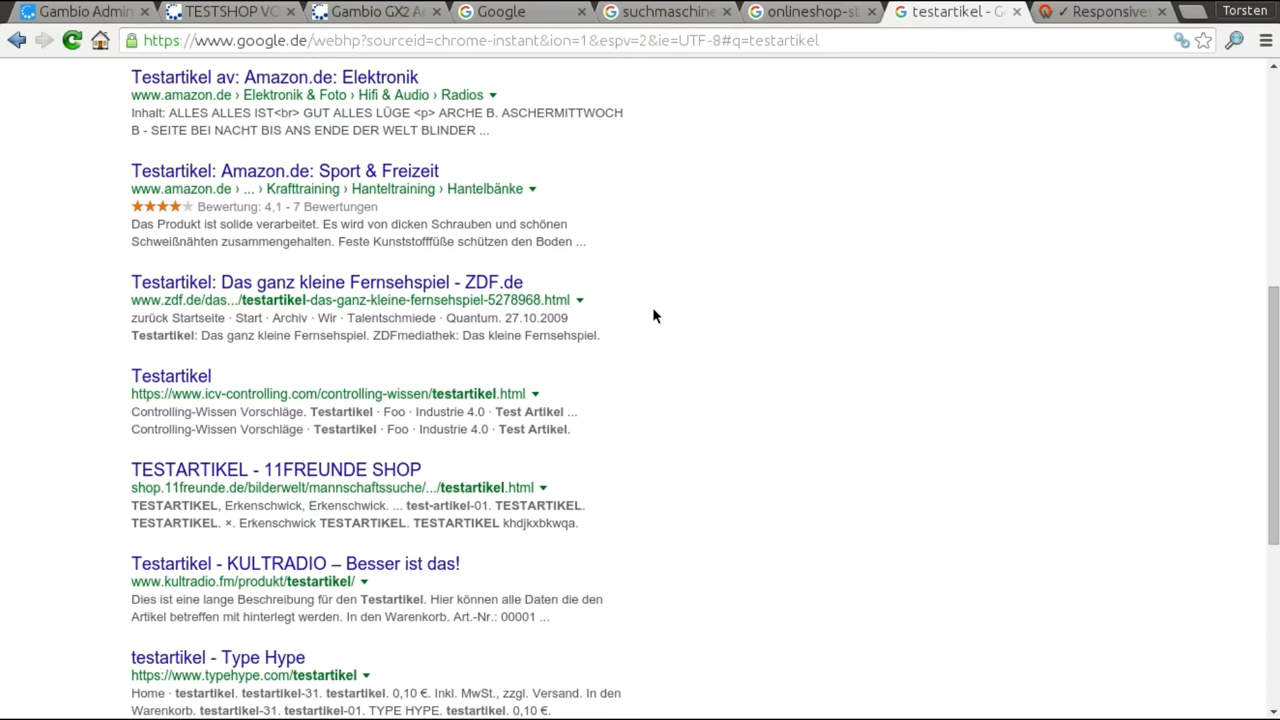 Gambio Admin
TESTSHOP VO
Gambio GX2 A
Google
suchmaschine
onlineshop-st
testartikel - G
✓ Responsive
Torsten
https://www.google.de/webhp?sourceid=chrome-instant&ion=1&espv=2&ie=UTF-8#q=testartikel
Testartikel av: Amazon.de: Elektronik
www.amazon.de › Elektronik & Foto › Hifi & Audio › Radios
Inhalt: ALLES ALLES IST<br> GUT ALLES LÜGE <p> ARCHE B. ASCHERMITTWOCH
B - SEITE BEI NACHT BIS ANS ENDE DER WELT BLINDER ...
Testartikel: Amazon.de: Sport & Freizeit
www.amazon.de › ... › Krafttraining › Hanteltraining › Hantelbänke
Bewertung: 4,1 - 7 Bewertungen
Das Produkt ist solide verarbeitet. Es wird von dicken Schrauben und schönen
Schweißnähten zusammengehalten. Feste Kunststofffüße schützen den Boden ...
Testartikel: Das ganz kleine Fernsehspiel - ZDF.de
www.zdf.de/das.../testartikel-das-ganz-kleine-fernsehspiel-5278968.html
zurück Startseite · Start · Archiv · Wir · Talentschmiede · Quantum. 27.10.2009
Testartikel: Das ganz kleine Fernsehspiel. ZDFmediathek: Das kleine Fernsehspiel.
Testartikel
https://www.icv-controlling.com/controlling-wissen/testartikel.html
Controlling-Wissen Vorschläge. Testartikel · Foo · Industrie 4.0 · Test Artikel ...
Controlling-Wissen Vorschläge · Testartikel · Foo · Industrie 4.0 · Test Artikel.
TESTARTIKEL - 11FREUNDE SHOP
shop.11freunde.de/bilderwelt/mannschaftssuche/.../testartikel.html
TESTARTIKEL, Erkenschwick, Erkenschwick. ... test-artikel-01. TESTARTIKEL.
TESTARTIKEL. ×. Erkenschwick TESTARTIKEL. TESTARTIKEL khdjkxbkwqa.
Testartikel - KULTRADIO – Besser ist das!
www.kultradio.fm/produkt/testartikel/
Dies ist eine lange Beschreibung für den Testartikel. Hier können alle Daten die den
Artikel betreffen mit hinterlegt werden. In den Warenkorb. Art.-Nr.: 00001 ...
testartikel - Type Hype
https://www.typehype.com/testartikel
Home · testartikel. testartikel-31. testartikel. 0,10 €. Inkl. MwSt., zzgl. Versand. In den
Warenkorb. testartikel-31. testartikel-01. TYPE HYPE. testartikel. 0,10 €.